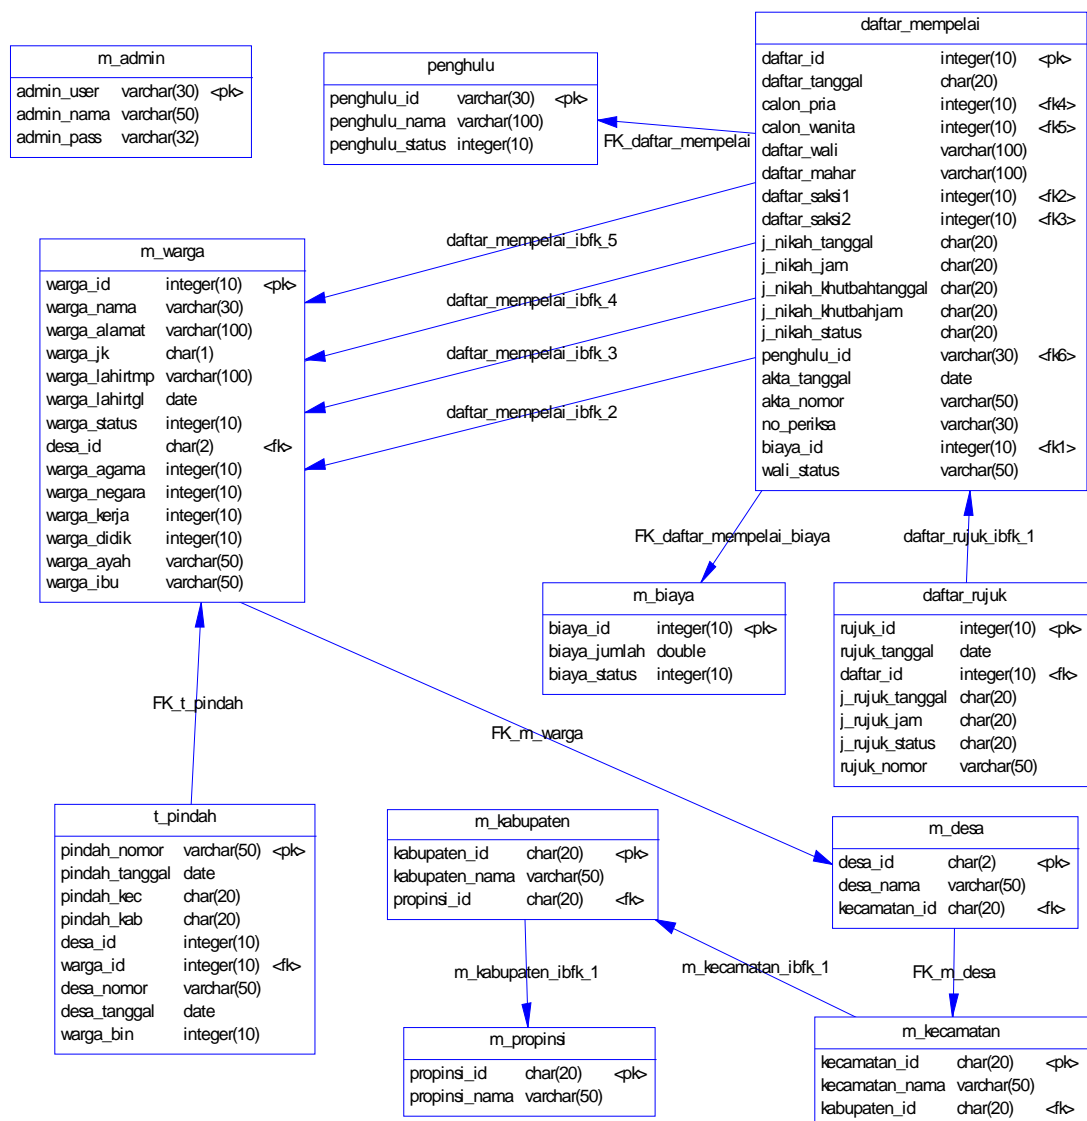 m_admin
admin_user varchar(30) <pk>
admin_nama varchar(50)
admin_pass varchar(32)
penghulu
penghulu_id varchar(30) <pk>
penghulu_nama varchar(100)
penghulu_status integer(10)
daftar_mempelai
daftar_id integer(10) <pk>
daftar_tanggal char(20)
calon_pria integer(10) <fk4>
calon_wanita integer(10) <fk5>
daftar_wali varchar(100)
daftar_mahar varchar(100)
daftar_saksi1 integer(10) <fk2>
daftar_saksi2 integer(10) <fk3>
j_nikah_tanggal char(20)
j_nikah_jam char(20)
j_nikah_khutbahtanggal char(20)
j_nikah_khutbahjam char(20)
j_nikah_status char(20)
penghulu_id varchar(30) <fk6>
akta_tanggal date
akta_nomor varchar(50)
no_periksa varchar(30)
biaya_id integer(10) <fk1>
wali_status varchar(50)
FK_daftar_mempelai
daftar_mempelai_ibfk_5
daftar_mempelai_ibfk_4
daftar_mempelai_ibfk_3
daftar_mempelai_ibfk_2
m_warga
warga_id integer(10) <pk>
warga_nama varchar(30)
warga_alamat varchar(100)
warga_jk char(1)
warga_lahirtmp varchar(100)
warga_lahirtgl date
warga_status integer(10)
desa_id char(2) <fk>
warga_agama integer(10)
warga_negara integer(10)
warga_kerja integer(10)
warga_didik integer(10)
warga_ayah varchar(50)
warga_ibu varchar(50)
FK_daftar_mempelai_biaya
daftar_rujuk_ibfk_1
m_biaya
biaya_id integer(10) <pk>
biaya_jumlah double
biaya_status integer(10)
daftar_rujuk
rujuk_id integer(10) <pk>
rujuk_tanggal date
daftar_id integer(10) <fk>
j_rujuk_tanggal char(20)
j_rujuk_jam char(20)
j_rujuk_status char(20)
rujuk_nomor varchar(50)
FK_t_pindah
FK_m_warga
t_pindah
pindah_nomor varchar(50) <pk>
pindah_tanggal date
pindah_kec char(20)
pindah_kab char(20)
desa_id integer(10)
warga_id integer(10) <fk>
desa_nomor varchar(50)
desa_tanggal date
warga_bin integer(10)
m_kabupaten
kabupaten_id char(20) <pk>
kabupaten_nama varchar(50)
propinsi_id char(20) <fk>
m_desa
desa_id char(2) <pk>
desa_nama varchar(50)
kecamatan_id char(20) <fk>
m_kabupaten_ibfk_1
m_kecamatan_ibfk_1
FK_m_desa
m_propinsi
propinsi_id char(20) <pk>
propinsi_nama varchar(50)
m_kecamatan
kecamatan_id char(20) <pk>
kecamatan_nama varchar(50)
kabupaten_id char(20) <fk>